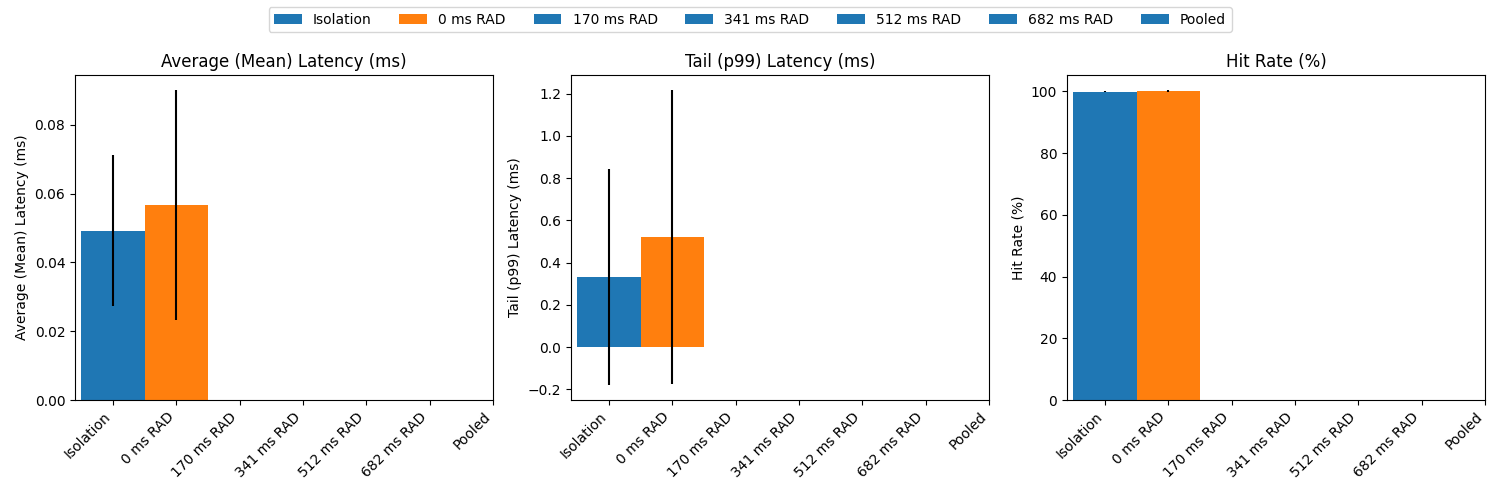 Isolation 0 ms RAD 170 ms RAD 341 ms RAD 512 ms RAD 682 ms RAD Pooled
Average (Mean) Latency (ms)
Average (Mean) Latency (ms)
0.08
0.06
0.04
0.02
0.00
Isolation
0 ms RAD
170 ms RAD
341 ms RAD
512 ms RAD
682 ms RAD
Pooled
Tail (p99) Latency (ms)
Tail (p99) Latency (ms)
1.2
1.0
0.8
0.6
0.4
0.2
0.0
−0.2
Isolation
0 ms RAD
170 ms RAD
341 ms RAD
512 ms RAD
682 ms RAD
Pooled
Hit Rate (%)
Hit Rate (%)
100
80
60
40
20
0
Isolation
0 ms RAD
170 ms RAD
341 ms RAD
512 ms RAD
682 ms RAD
Pooled